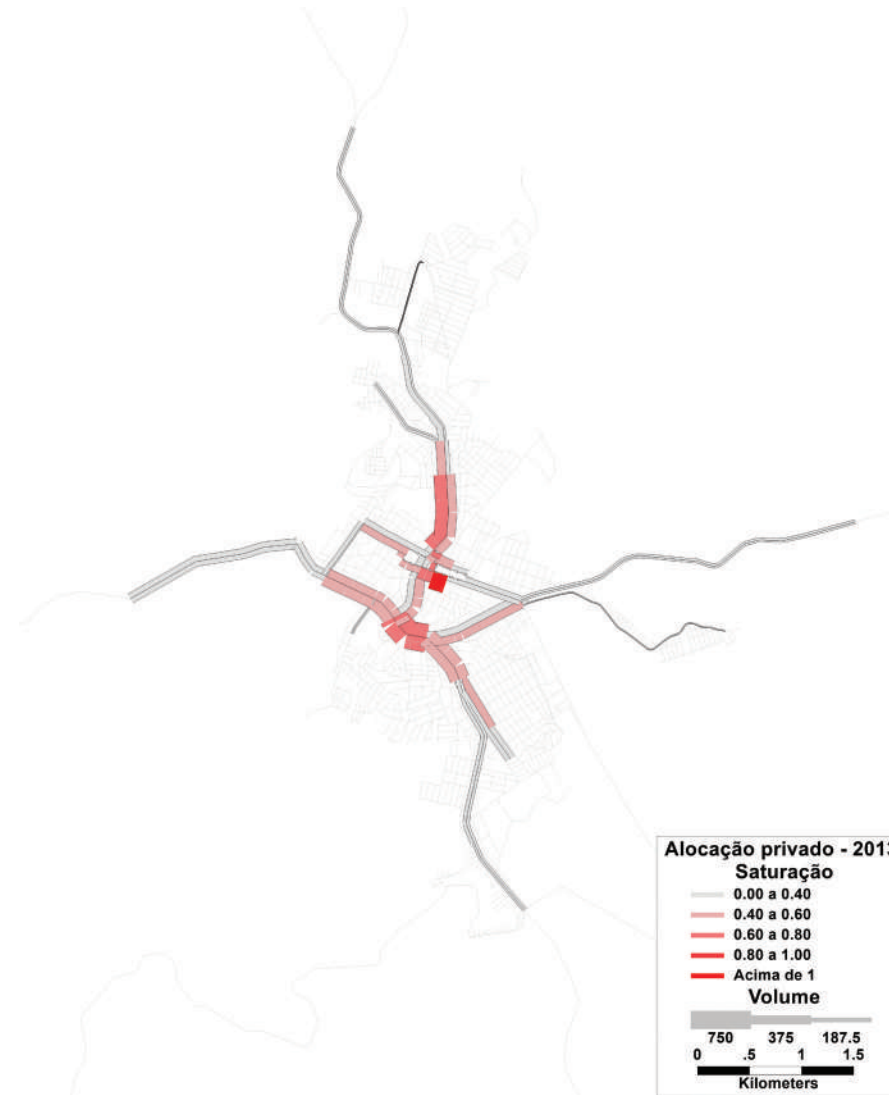 Alocação privado - 2013
Saturação
0.00 a 0.40
0.40 a 0.60
0.60 a 0.80
0.80 a 1.00
Acima de 1
Volume
750 375 187.5
0 .5 1 1.5
Kilometers